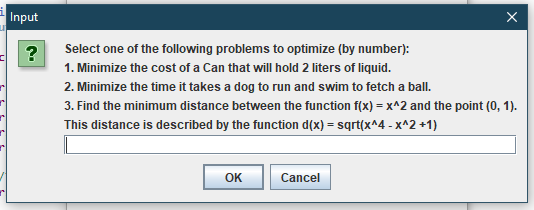 Input
Select one of the following problems to optimize (by number):
1. Minimize the cost of a Can that will hold 2 liters of liquid.
2. Minimize the time it takes a dog to run and swim to fetch a ball.
3. Find the minimum distance between the function f(x) = x^2 and the point (0, 1).
This distance is described by the function d(x) = sqrt(x^4 - x^2 +1)
OK
Cancel